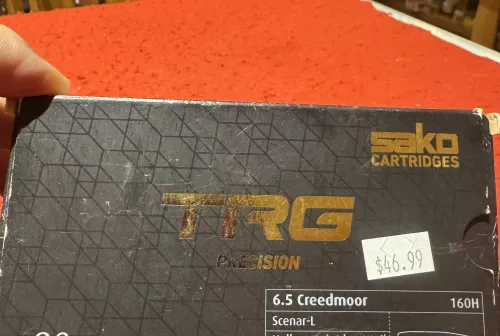 sako
CARTRIDGES
TRG
PRECISION
$46.99
6.5 Creedmoor 160H
Scenar-L